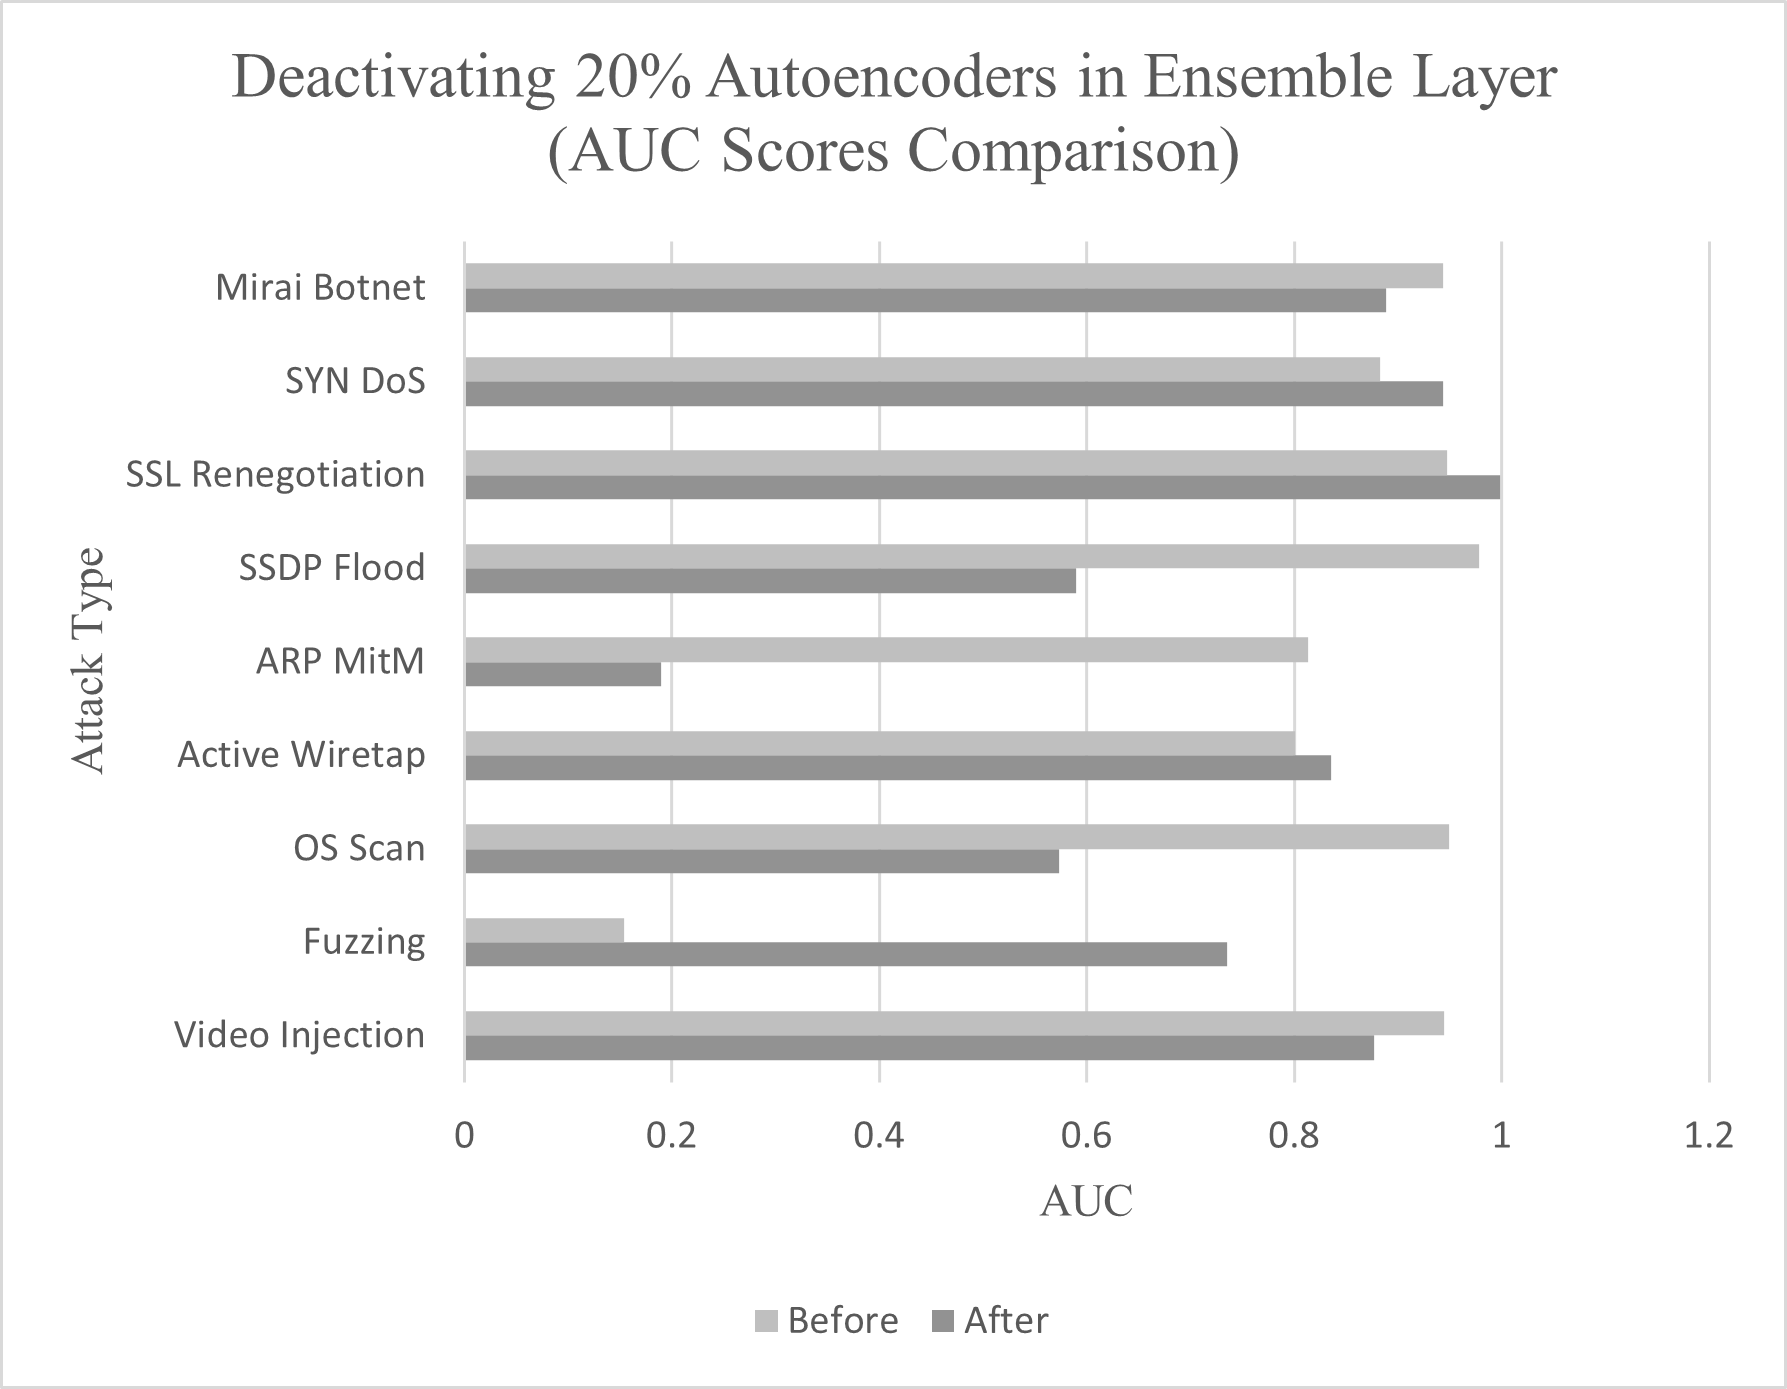 Deactivating 20% Autoencoders in Ensemble Layer
(AUC Scores Comparison)
Attack Type
Mirai Botnet
SYN DoS
SSL Renegotiation
SSDP Flood
ARP MitM
Active Wiretap
OS Scan
Fuzzing
Video Injection
0 0.2 0.4 0.6 0.8 1 1.2
AUC
Before After